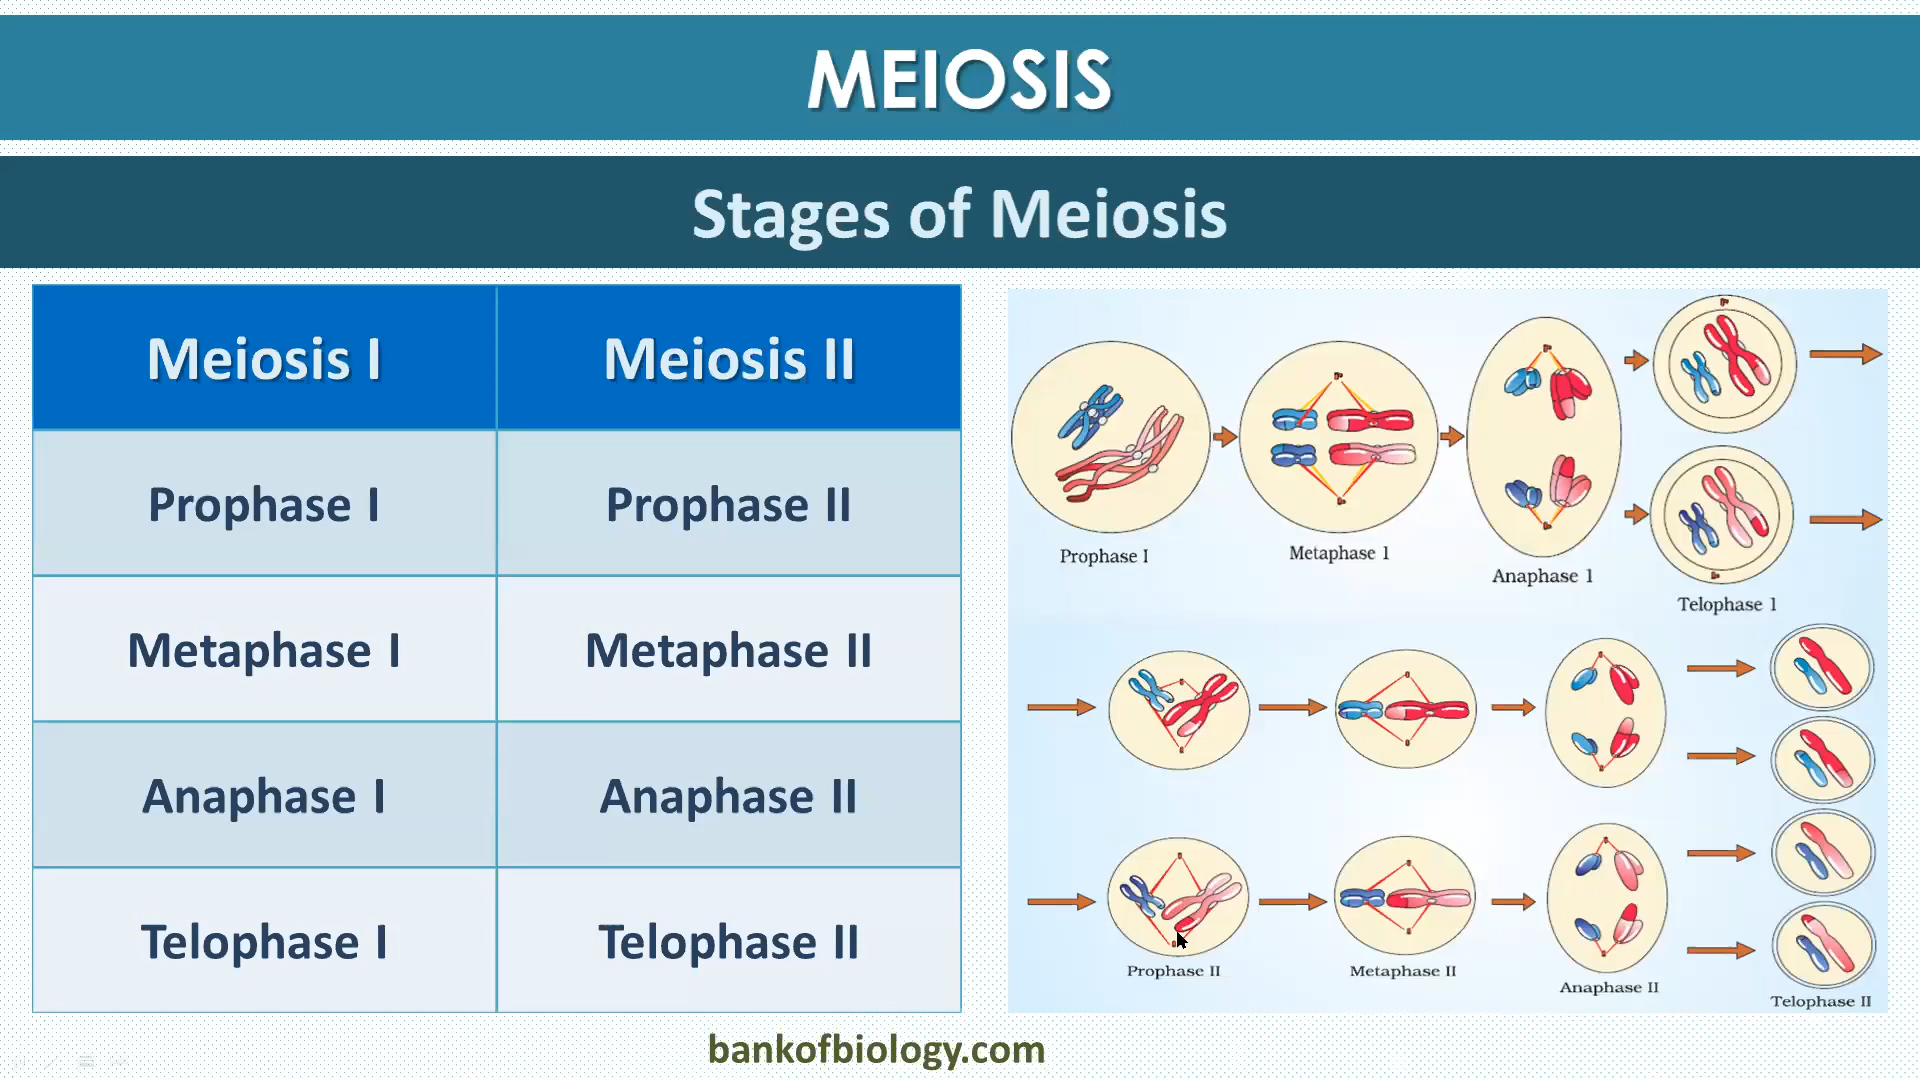 MEIOSIS
Stages of Meiosis
Meiosis I
Meiosis II
Prophase I
Prophase II
Metaphase I
Metaphase II
Anaphase I
Anaphase II
Telophase I
Telophase II
Prophase I
Metaphase 1
Anaphase 1
Telophase 1
Prophase II
Metaphase II
Anaphase II
Telophase II
bankofbiology.com